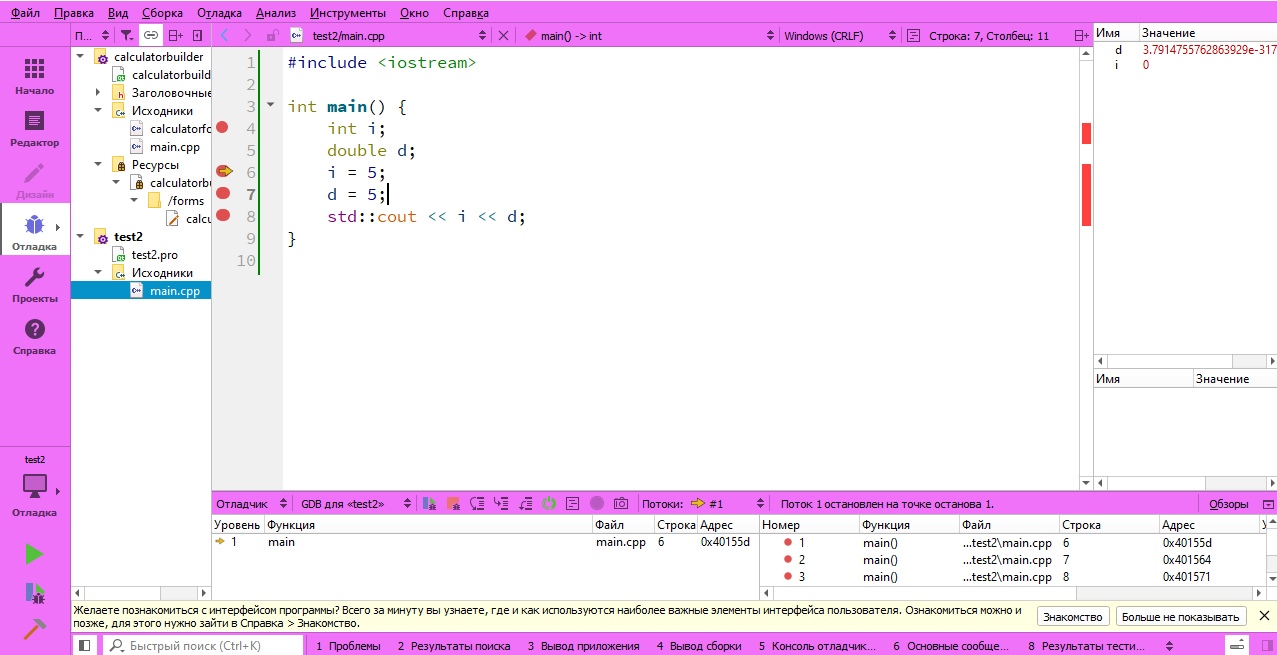 Файл Правка Вид Сборка Отладка Анализ Инструменты Окно Справка
П... test2/main.cpp main() -> int Windows (CRLF) Строка: 7, Столбец: 11
Начало
Редактор
Дизайн
Отладка
Проекты
Справка
test2
Отладка
calculatorbuilder
calculatorbuild
Заголовочные
Исходники
calculatorfo
main.cpp
Ресурсы
calculatorbu
/forms
calcu
test2
test2.pro
Исходники
main.cpp
1 #include <iostream>
2
3 int main() {
4 int i;
5 double d;
6 i = 5;
7 d = 5;
8 std::cout << i << d;
9 }
10
Имя Значение
d 3.7914755762863929e-317
i 0
Имя Значение
Отладчик GDB для «test2» Потоки: #1 Поток 1 остановлен на точке останова 1. Обзоры
Уровень Функция Файл Строка Адрес
1 main main.cpp 6 0x40155d
Номер Функция Файл Строка Адрес
1 main() ...test2\main.cpp 6 0x40155d
2 main() ...test2\main.cpp 7 0x401564
3 main() ...test2\main.cpp 8 0x401571
Желаете познакомиться с интерфейсом программы? Всего за минуту вы узнаете, где и как используются наиболее важные элементы интерфейса пользователя. Ознакомиться можно и
позже, для этого нужно зайти в Справка > Знакомство.
Знакомство Больше не показывать
Быстрый поиск (Ctrl+K) 1 Проблемы 2 Результаты поиска 3 Вывод приложения 4 Вывод сборки 5 Консоль отладчик... 6 Основные сообще... 8 Результаты тести...